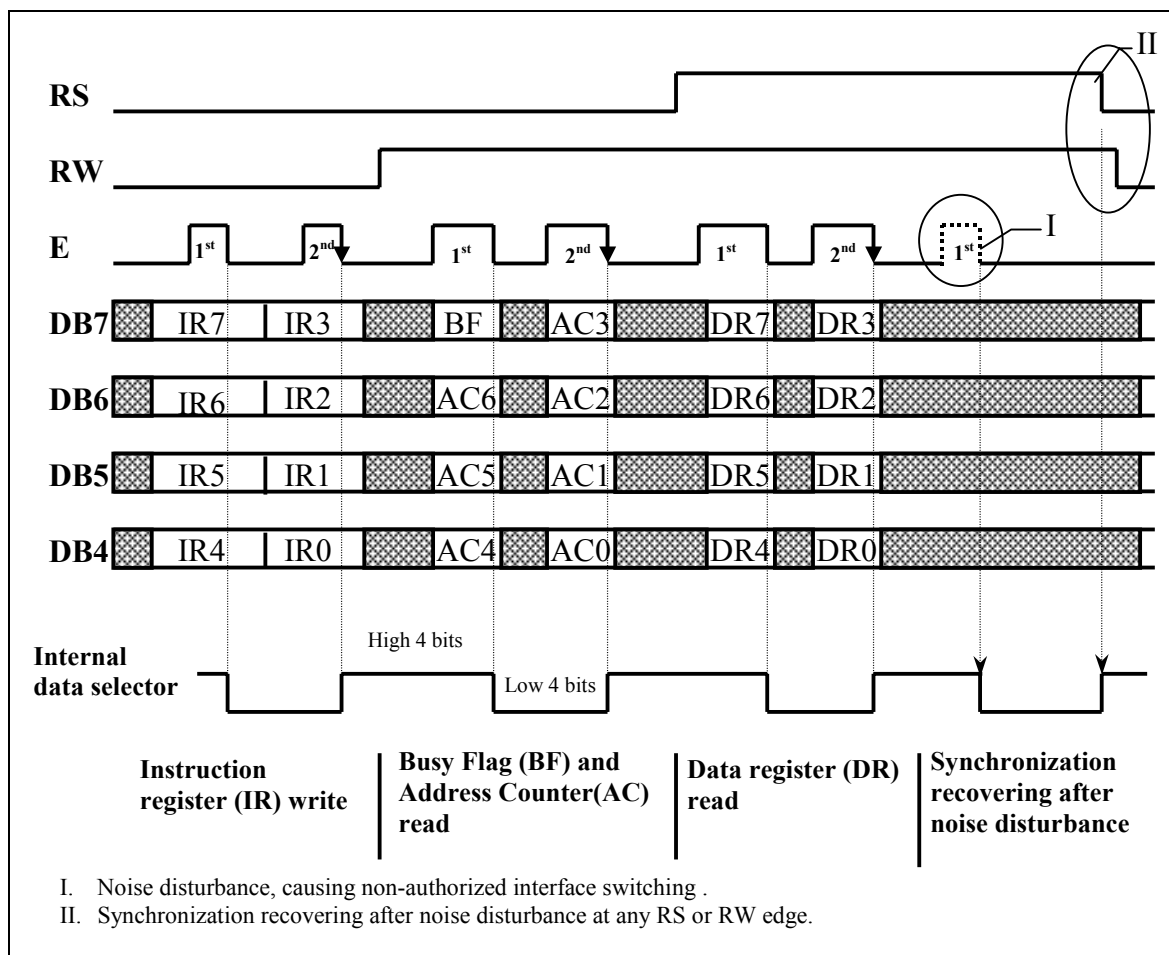 II
RS
RW
E
1st 2nd 1st 2nd 1st 2nd 1st I
DB7 IR7 IR3 BF AC3 DR7 DR3
DB6 IR6 IR2 AC6 AC2 DR6 DR2
DB5 IR5 IR1 AC5 AC1 DR5 DR1
DB4 IR4 IR0 AC4 AC0 DR4 DR0
High 4 bits
Internal
data selector
Low 4 bits
Instruction
register (IR) write
Busy Flag (BF) and
Address Counter(AC)
read
Data register (DR)
read
Synchronization
recovering after
noise disturbance
I. Noise disturbance, causing non-authorized interface switching .
II. Synchronization recovering after noise disturbance at any RS or RW edge.